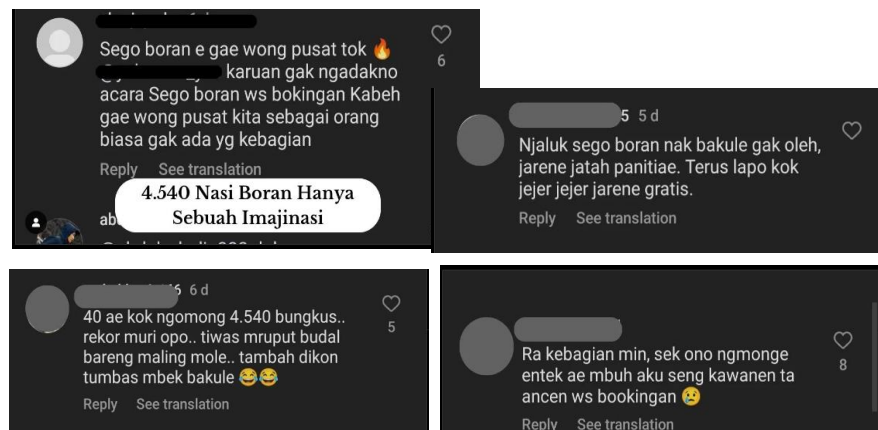 Sego boran e gae wong pusat tok 🔥
karuan gak ngadakno
acara Sego boran ws bokingan Kabeh
gae wong pusat kita sebagai orang
biasa gak ada yg kebagian
6
Reply See translation
4.540 Nasi Boran Hanya
Sebuah Imajinasi
5 5 d
Njaluk sego boran nak bakule gak oleh,
jarene jatah panitiae. Terus lapo kok
jejer jejer jarene gratis.
Reply See translation
6 6 d
40 ae kok ngomong 4.540 bungkus..
rekor muri opo.. tiwas mruput budal
bareng maling mole.. tambah dikon
tumbas mbek bakule 😂😂
5
Reply See translation
Ra kebagian min, sek ono ngmonge
entek ae mbuh aku seng kawanen ta
ancen ws bookingan 😢
8
Reply See translation